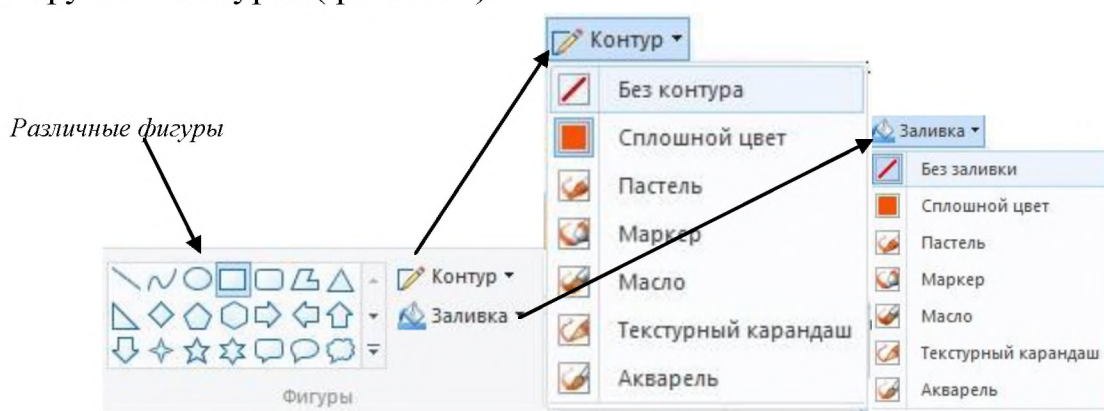 Контур
Без контура
Сплошной цвет
Пастель
Маркер
Масло
Текстурный карандаш
Акварель
Различные фигуры
Заливка
Без заливки
Сплошной цвет
Пастель
Маркер
Масло
Текстурный карандаш
Акварель
Контур
Заливка
Фигуры